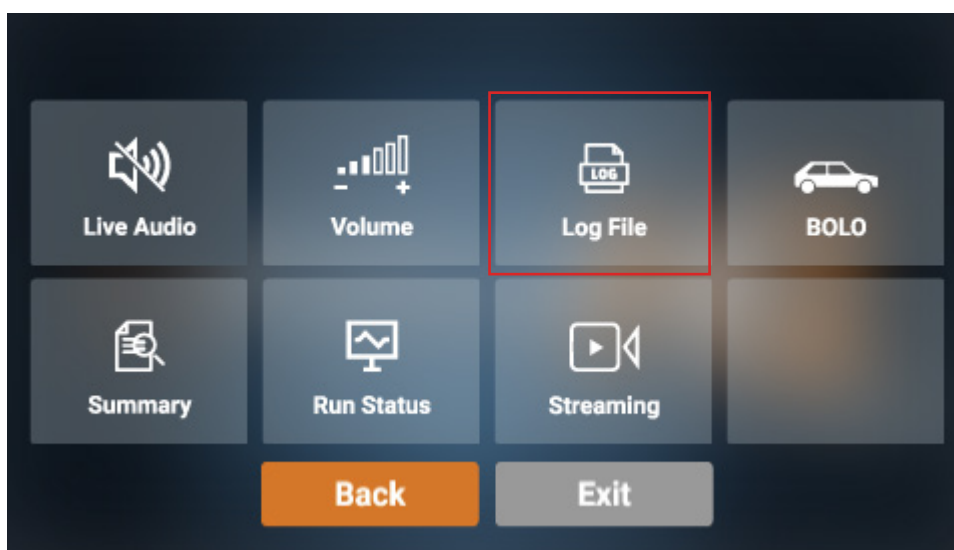 Live Audio
- +
Volume
LOG
Log File
BOLO
Summary
Run Status
Streaming
Back
Exit